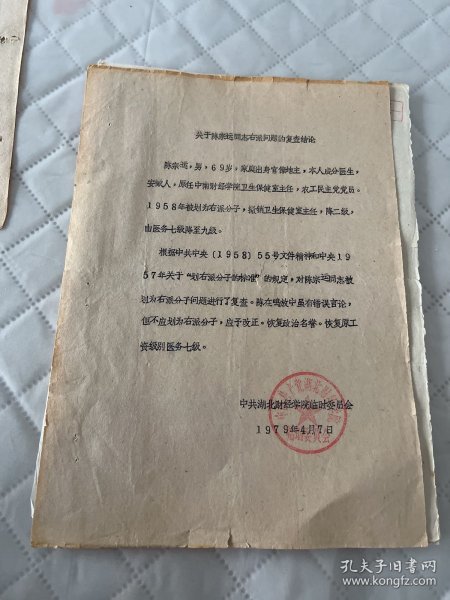 关于陈宗运同志右派问题的复查结论
陈宗运，男，69岁，家庭出身官僚地主，本人成分医生，
安徽人，原任中南财经学院卫生保健室主任，农工民主党党员。
1958年被划为右派分子，撤销卫生保健室主任，降二级，
由医务七级降至九级。
根据中共中央（1958）55号文件精神和中央19
57年关于“划右派分子的标准”的规定，对陈宗运同志被
划为右派分子问题进行了复查。陈在鸣放中虽有错误言论，
但不应划为右派分子，应予改正。恢复政治名誉。恢复原工
资级别医务七级。
中共湖北财经学院临时委员会
1979年4月7日
孔夫子旧书网
www.kongfz.com